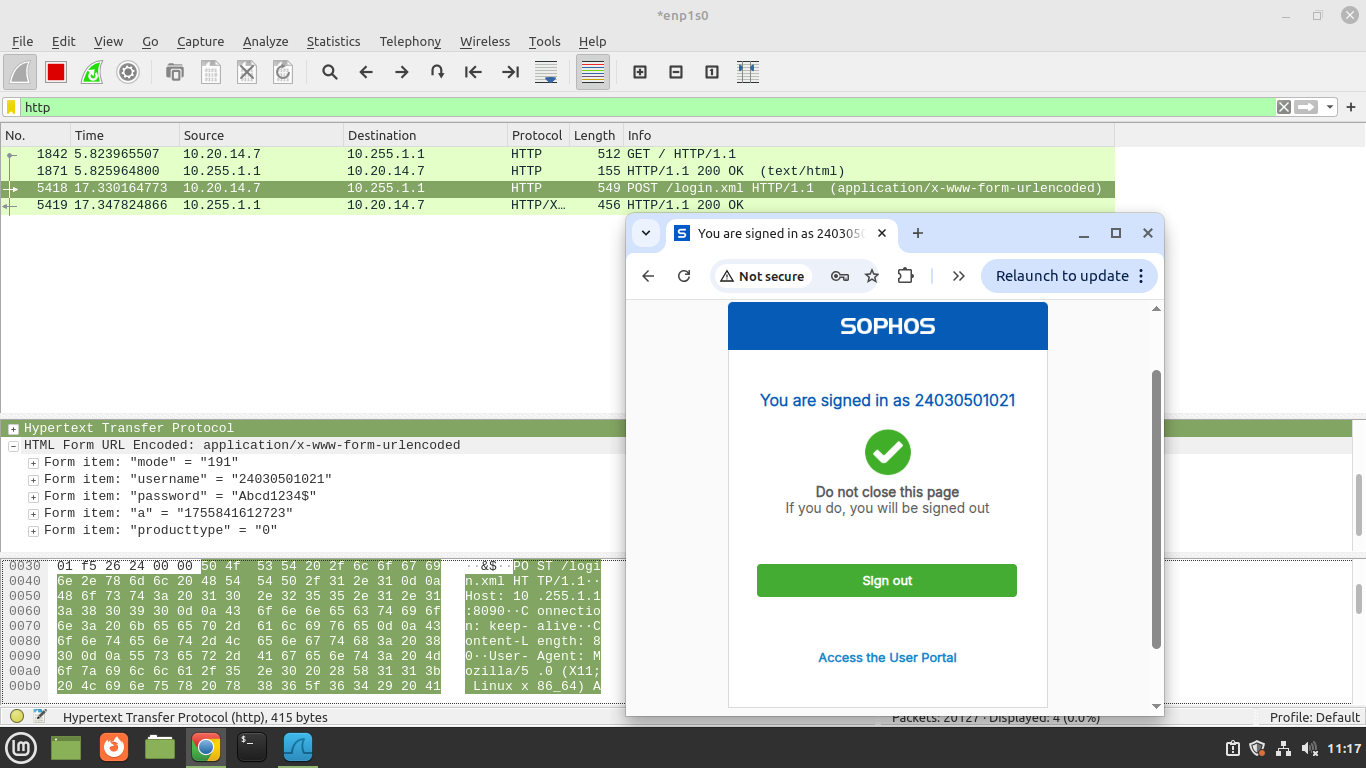 *enp1s0
File Edit View Go Capture Analyze Statistics Telephony Wireless Tools Help
http
No. Time Source Destination Protocol Length Info
1842 5.823965507 10.20.14.7 10.255.1.1 HTTP 512 GET / HTTP/1.1
1871 5.825964800 10.255.1.1 10.20.14.7 HTTP 155 HTTP/1.1 200 OK (text/html)
5418 17.330164773 10.20.14.7 10.255.1.1 HTTP 549 POST /login.xml HTTP/1.1 (application/x-www-form-urlencoded)
5419 17.347824866 10.255.1.1 10.20.14.7 HTTP/X… 456 HTTP/1.1 200 OK
You are signed in as 240305
Not secure
Relaunch to update
SOPHOS
You are signed in as 24030501021
Do not close this page
If you do, you will be signed out
Sign out
Access the User Portal
Hypertext Transfer Protocol
HTML Form URL Encoded: application/x-www-form-urlencoded
Form item: "mode" = "191"
Form item: "username" = "24030501021"
Form item: "password" = "Abcd1234$"
Form item: "a" = "1755841612723"
Form item: "producttype" = "0"
0030 01 f5 26 24 00 00 50 4f 53 54 20 2f 6c 6f 67 69 ··&$··PO ST /logi
0040 6e 2e 78 6d 6c 20 48 54 54 50 2f 31 2e 31 0d 0a n.xml HT TP/1.1··
0050 48 6f 73 74 3a 20 31 30 2e 32 35 35 2e 31 2e 31 Host: 10 .255.1.1
0060 3a 38 30 39 30 0d 0a 43 6f 6e 6e 65 63 74 69 6f :8090··C onnectio
0070 6e 3a 20 6b 65 65 70 2d 61 6c 69 76 65 0d 0a 43 n: keep- alive··C
0080 6f 6e 74 65 6e 74 2d 4c 65 6e 67 74 68 3a 20 38 ontent-L ength: 8
0090 30 0d 0a 55 73 65 72 2d 41 67 65 6e 74 3a 20 4d 0··User- Agent: M
00a0 6f 7a 69 6c 6c 61 2f 35 2e 30 20 28 58 31 31 3b ozilla/5 .0 (X11;
00b0 20 4c 69 6e 75 78 20 78 38 36 5f 36 34 29 20 41 Linux x 86_64) A
Hypertext Transfer Protocol (http), 415 bytes
Packets: 20127 · Displayed: 4 (0.0%)
Profile: Default
11:17